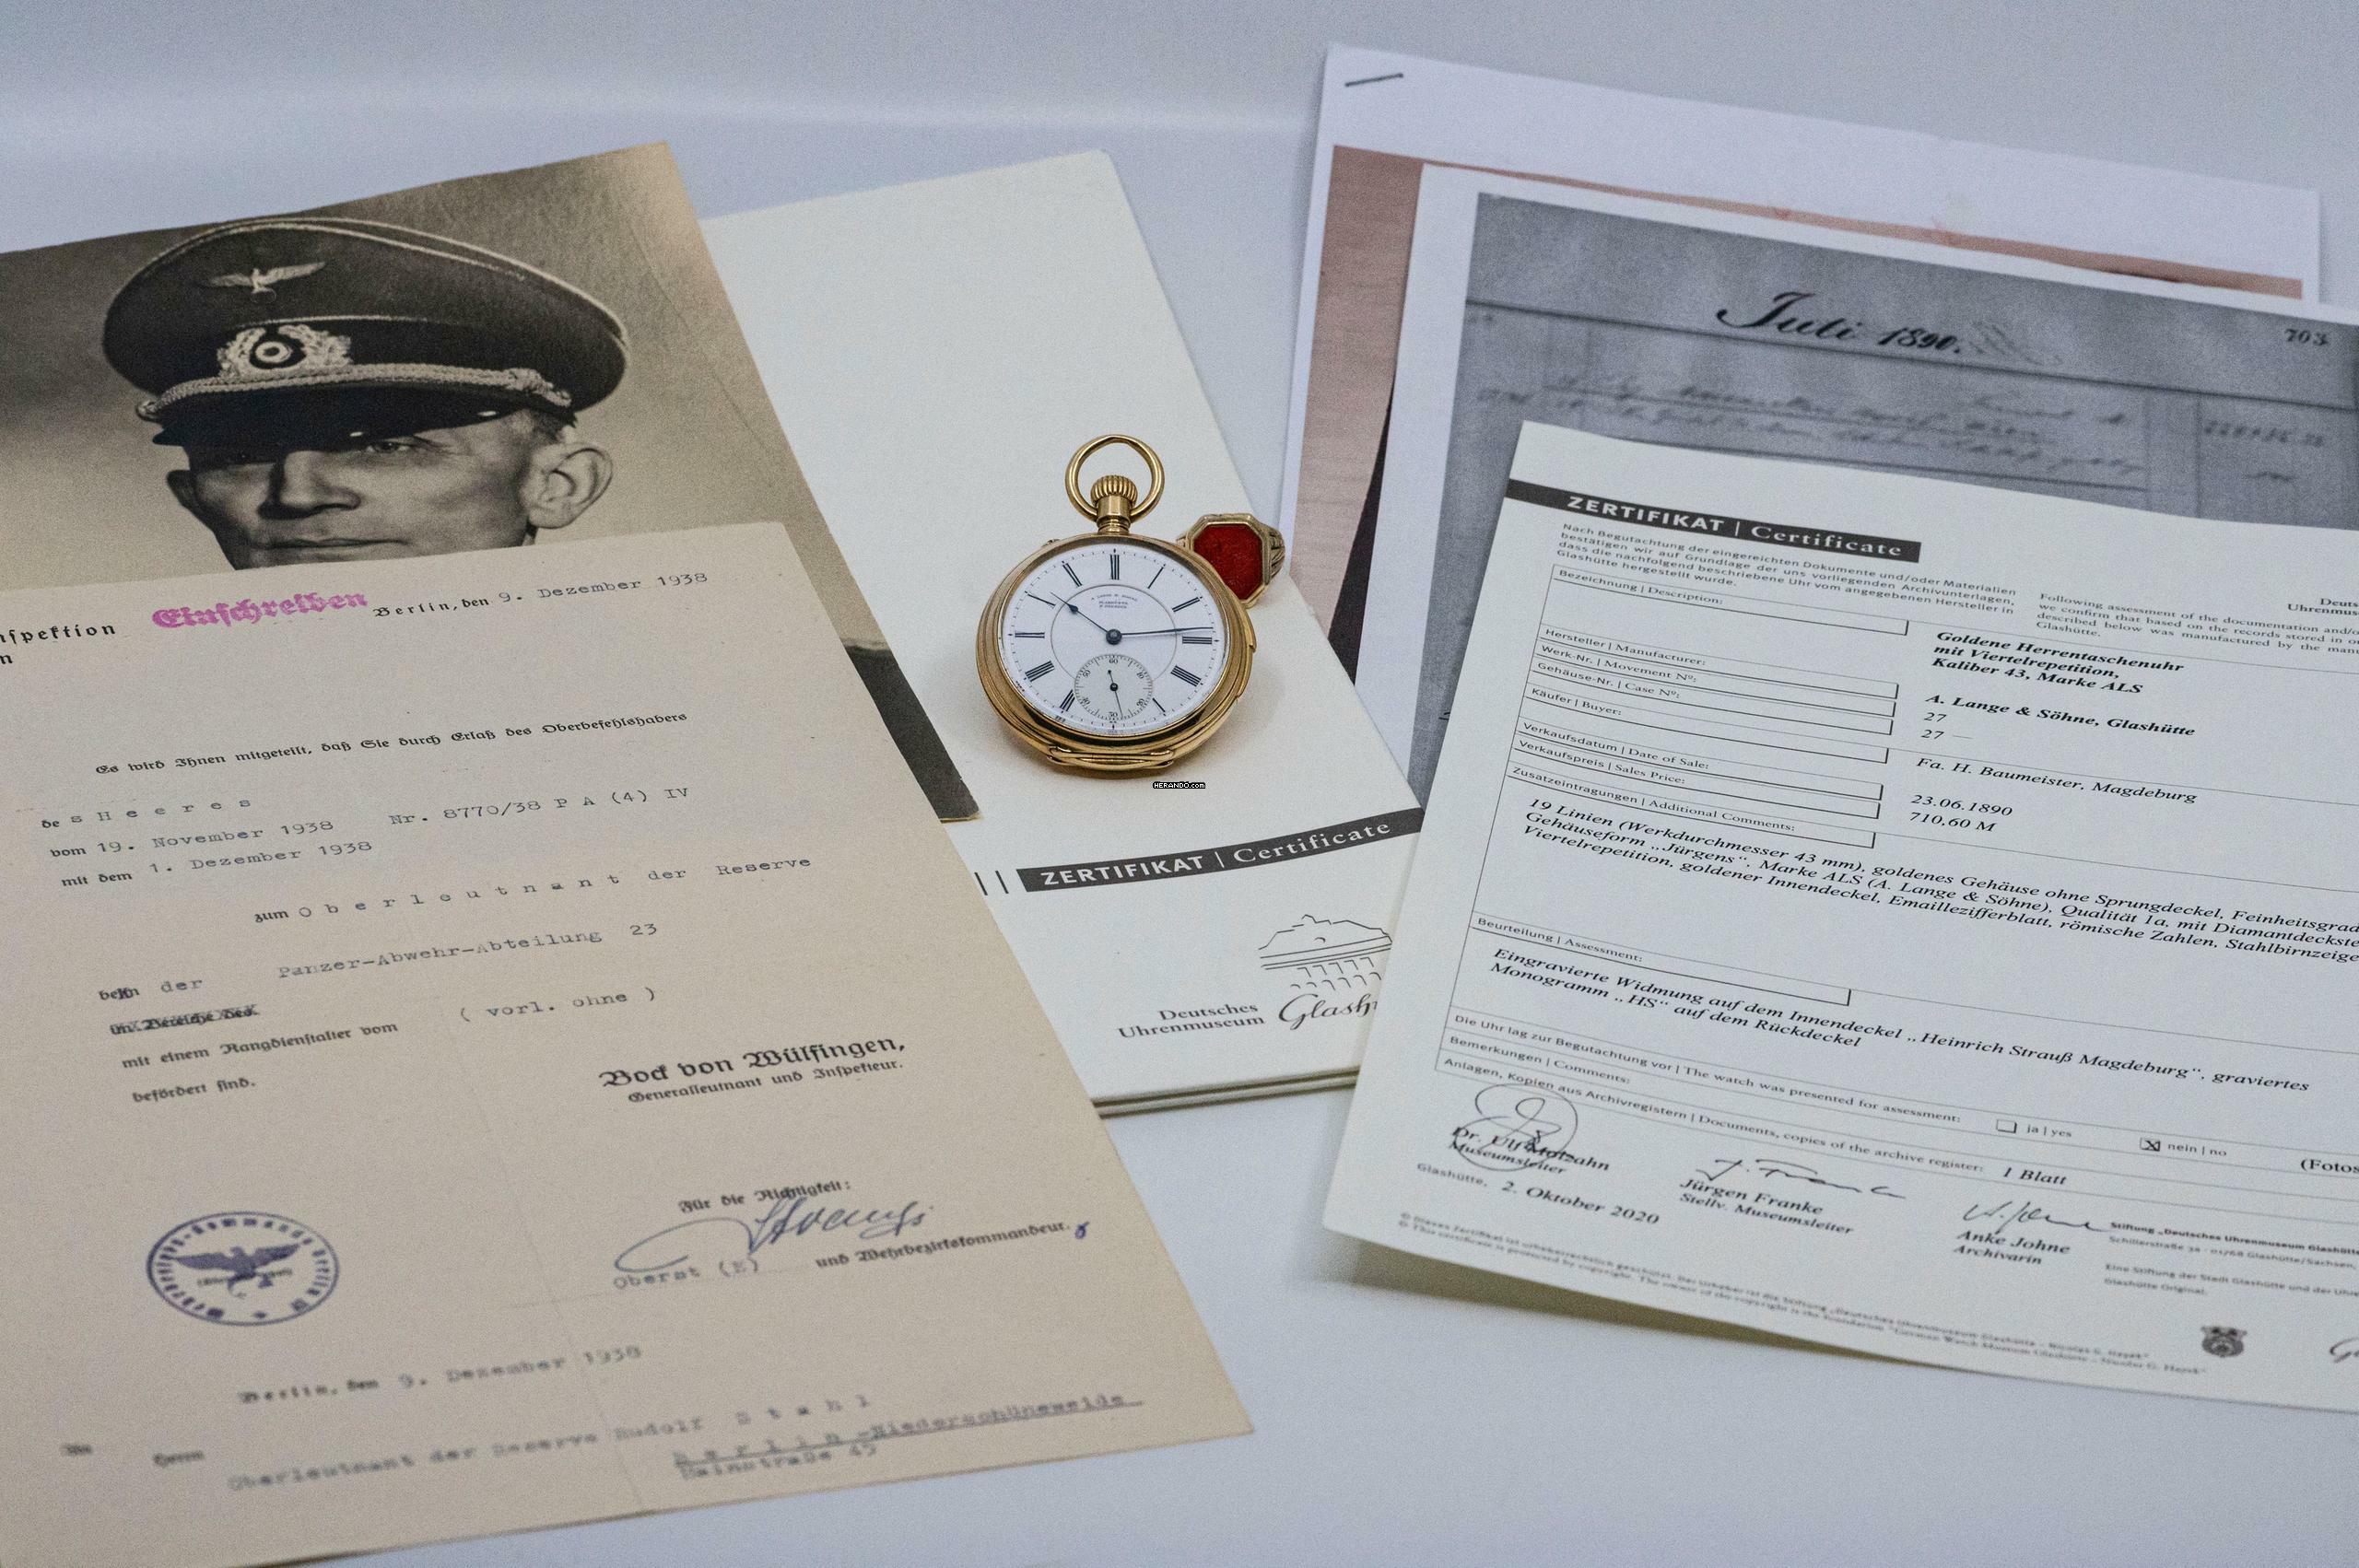 Einschreiben
Berlin, den 9. Dezember 1938
Es wird Ihnen mitgeteilt, daß Sie durch Erlaß des Oberbefehlshabers
des Heeres
vom 19. November 1938 Nr. 8770/38 P A (4) IV
mit dem 1. Dezember 1938
zum Oberleutnant der Reserve
der Panzer-Abwehr-Abteilung 23
mit einem Rangdienstalter vom ( vorl. ohne )
befördert sind.
Bock von Wülfingen,
Generalleutnant und Inspekteur.
Für die Richtigkeit:
Oberst (E) und Wehrbezirkskommandeur.
Berlin, den 9. Dezember 1938
Herrn
Oberleutnant der Reserve Rudolf Stahl
Berlin-Niederschöneweide
HERANDO.com
ZERTIFIKAT | Certificate
Deutsches
Uhrenmuseum
Juli 1890.
703
ZERTIFIKAT | Certificate
Nach Begutachtung der eingereichten Dokumente und/oder Materialien
bestätigen wir auf Grundlage der uns vorliegenden Archivunterlagen,
dass die nachfolgend beschriebene Uhr vom angegebenen Hersteller in
Glashütte hergestellt wurde.
Following assessment of the documentation and/o
we confirm that based on the records stored in o
described below was manufactured by the manu
Glashütte.
Bezeichnung | Description:
Goldene Herrentaschenuhr
mit Viertelrepetition,
Kaliber 43, Marke ALS
Hersteller | Manufacturer:
A. Lange & Söhne, Glashütte
Werk-Nr. | Movement Nº:
27
Gehäuse-Nr. | Case Nº:
27
Käufer | Buyer:
Fa. H. Baumeister, Magdeburg
Verkaufsdatum | Date of Sale:
23.06.1890
Verkaufspreis | Sales Price:
710,60 M
Zusatzeintragungen | Additional Comments:
19 Linien (Werkdurchmesser 43 mm), goldenes Gehäuse ohne Sprungdeckel, Feinheitsgrad
Gehäuseform „Jürgens“, Marke ALS (A. Lange & Söhne), Qualität 1a, mit Diamantdeckste
Viertelrepetition, goldener Innendeckel, Emaillezifferblatt, römische Zahlen, Stahlbirnzeige
Beurteilung | Assessment:
Eingravierte Widmung auf dem Innendeckel „Heinrich Strauß Magdeburg“, graviertes
Monogramm „HS“ auf dem Rückdeckel
Die Uhr lag zur Begutachtung vor | The watch was presented for assessment:
ja | yes
nein | no
(Fotos
Bemerkungen | Comments:
Anlagen, Kopien aus Archivregistern | Documents, copies of the archive register:
1 Blatt
Museumsleiter
Jürgen Franke
Stellv. Museumsleiter
Anke Johne
Archivarin
Glashütte, 2. Oktober 2020